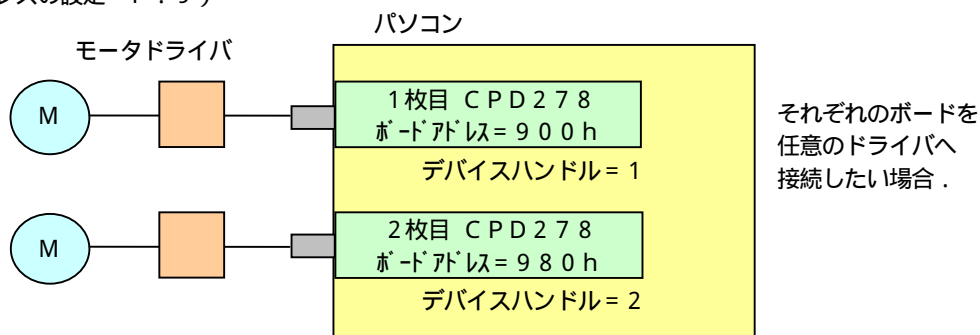 パソコン
モータドライバ
M
1枚目 CPD278
ﾎﾞｰﾄﾞｱﾄﾞﾚｽ=900h
デバイスハンドル=1
それぞれのボードを
任意のドライバへ
接続したい場合．
M
2枚目 CPD278
ﾎﾞｰﾄﾞｱﾄﾞﾚｽ=980h
デバイスハンドル=2